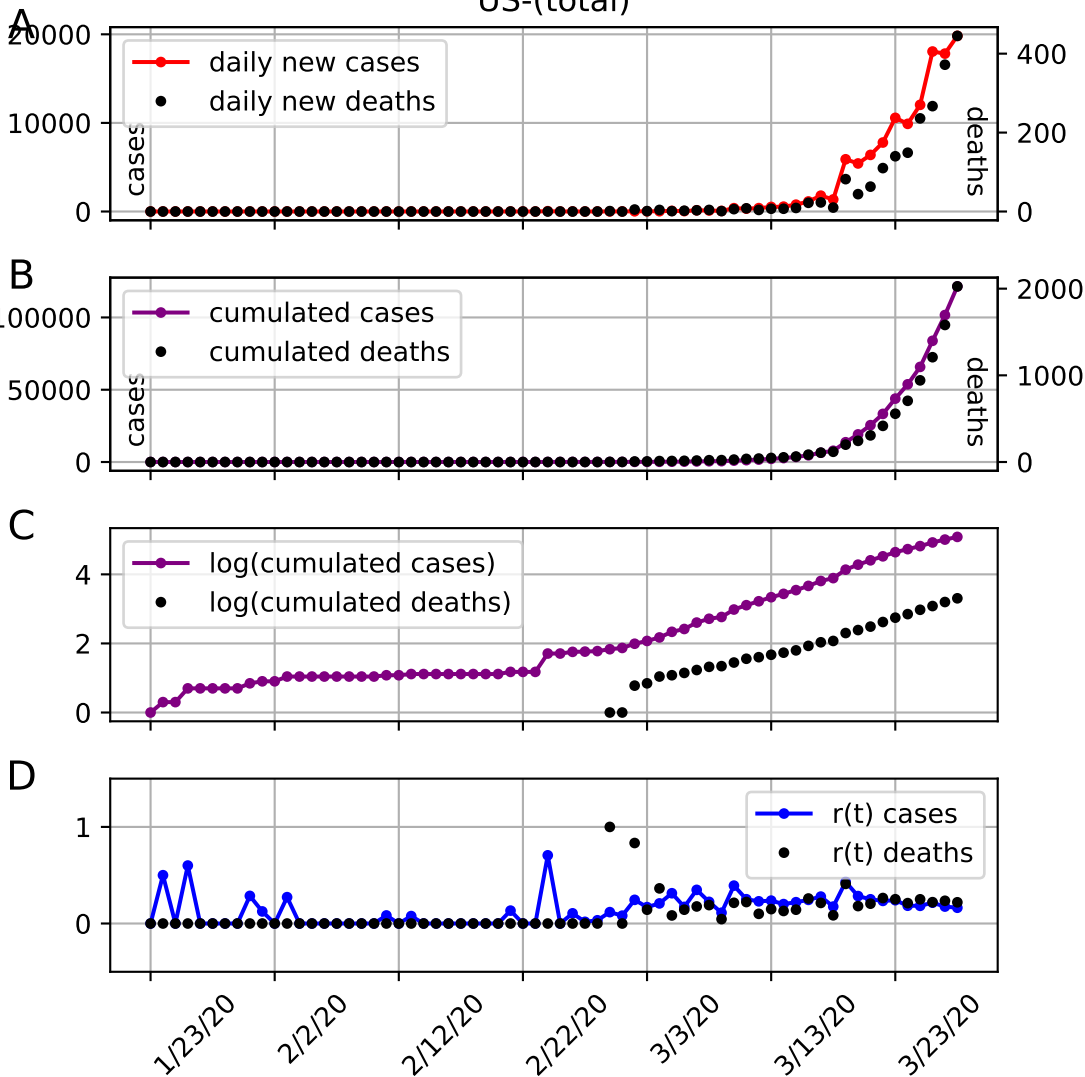 US-(total)
A
20000
10000
0
cases
daily new cases
daily new deaths
400
200
0
deaths
B
100000
50000
0
cases
cumulated cases
cumulated deaths
2000
1000
0
deaths
C
4
2
0
log(cumulated cases)
log(cumulated deaths)
D
1
0
r(t) cases
r(t) deaths
1/23/20
2/2/20
2/12/20
2/22/20
3/3/20
3/13/20
3/23/20